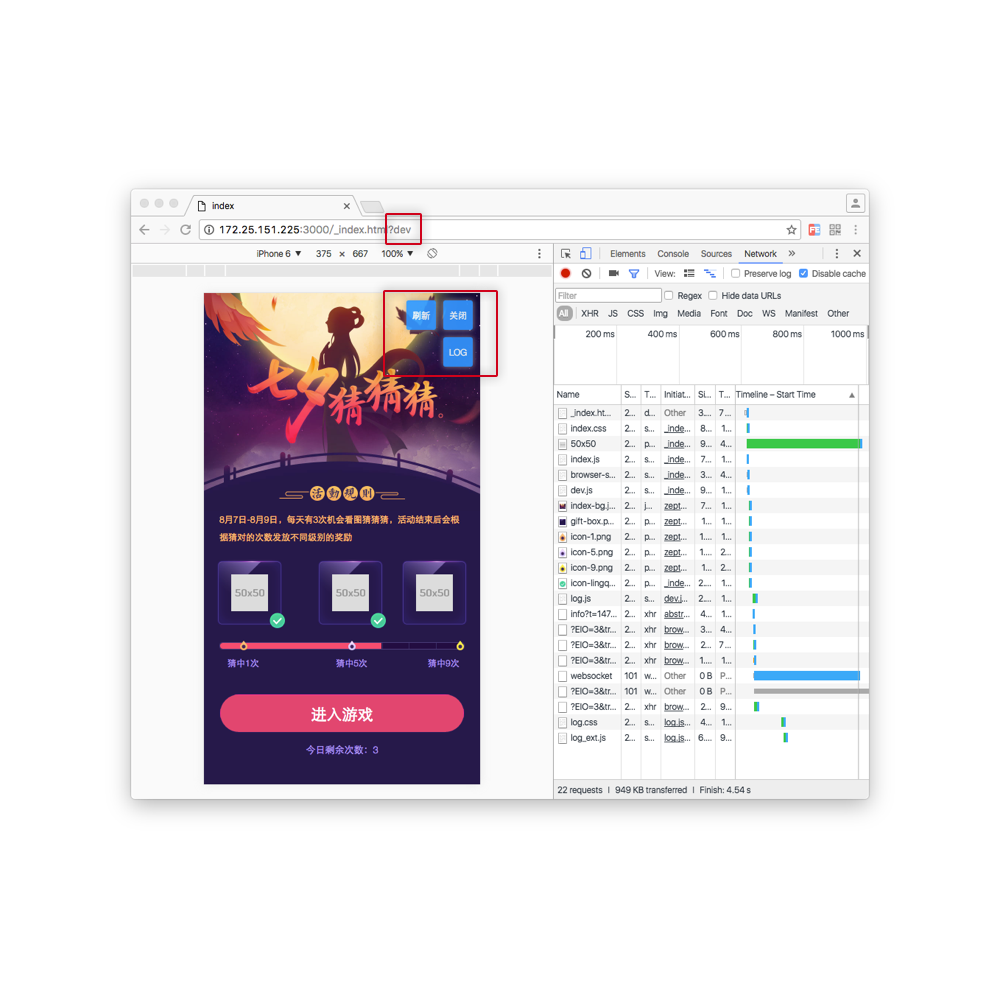 index
172.25.151.225:3000/_index.htm?dev
iPhone 6 ▼ 375 × 667 100% ▼
Elements Console Sources Network »
View: Preserve log Disable cache
Filter Regex Hide data URLs
All XHR JS CSS Img Media Font Doc WS Manifest Other
200 ms 400 ms 600 ms 800 ms 1000 ms
Name S... T... Initiat... Si... T... Timeline – Start Time
_index.ht... 2... d... Other 3.... 7...
index.css 2... s... _inde... 8... 1...
50x50 2... p... _inde... 9... 4...
index.js 2... s... _inde... 7... 1...
browser-s... 2... s... _inde... 3... 4...
dev.js 2... s... _inde... 9... 1...
index-bg.j... 2... j... zept... 7... 1...
gift-box.p... 2... p... zept... 1... 1...
icon-1.png 2... p... zept... 1.... 1...
icon-5.png 2... p... zept... 1.... 2...
icon-9.png 2... p... zept... 1... 2...
icon-lingq... 2... p... _inde... 2.... 1...
log.js 2... s... dev.j... 2.... 1...
info?t=147... 2... xhr abstr... 4... 1...
?EIO=3&tr... 2... xhr brow... 3... 4...
?EIO=3&tr... 2... xhr brow... 2... 7...
?EIO=3&tr... 2... xhr brow... 1.... 1...
websocket 101 w... Other 0 B P...
?EIO=3&tr... 101 w... Other 0 B P...
?EIO=3&tr... 2... xhr brow... 2... 9...
log.css 2... s... log.js... 4... 1...
log_ext.js 2... s... log.js... 6.... 9...
22 requests | 949 KB transferred | Finish: 4.54 s
刷新 关闭
LOG
七夕猜猜猜。
活動規則
8月7日-8月9日，每天有3次机会看图猜猜猜，活动结束后会根
据猜对的次数发放不同级别的奖励
50x50 50x50 50x50
猜中1次 猜中5次 猜中9次
进入游戏
今日剩余次数：3